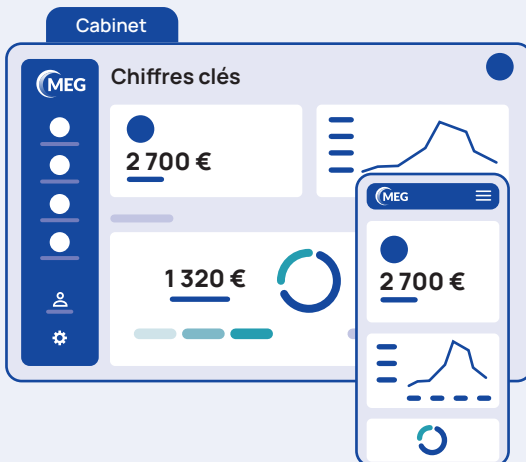 Cabinet
MEG
Chiffres clés
2 700 €
1 320 €
MEG
2 700 €